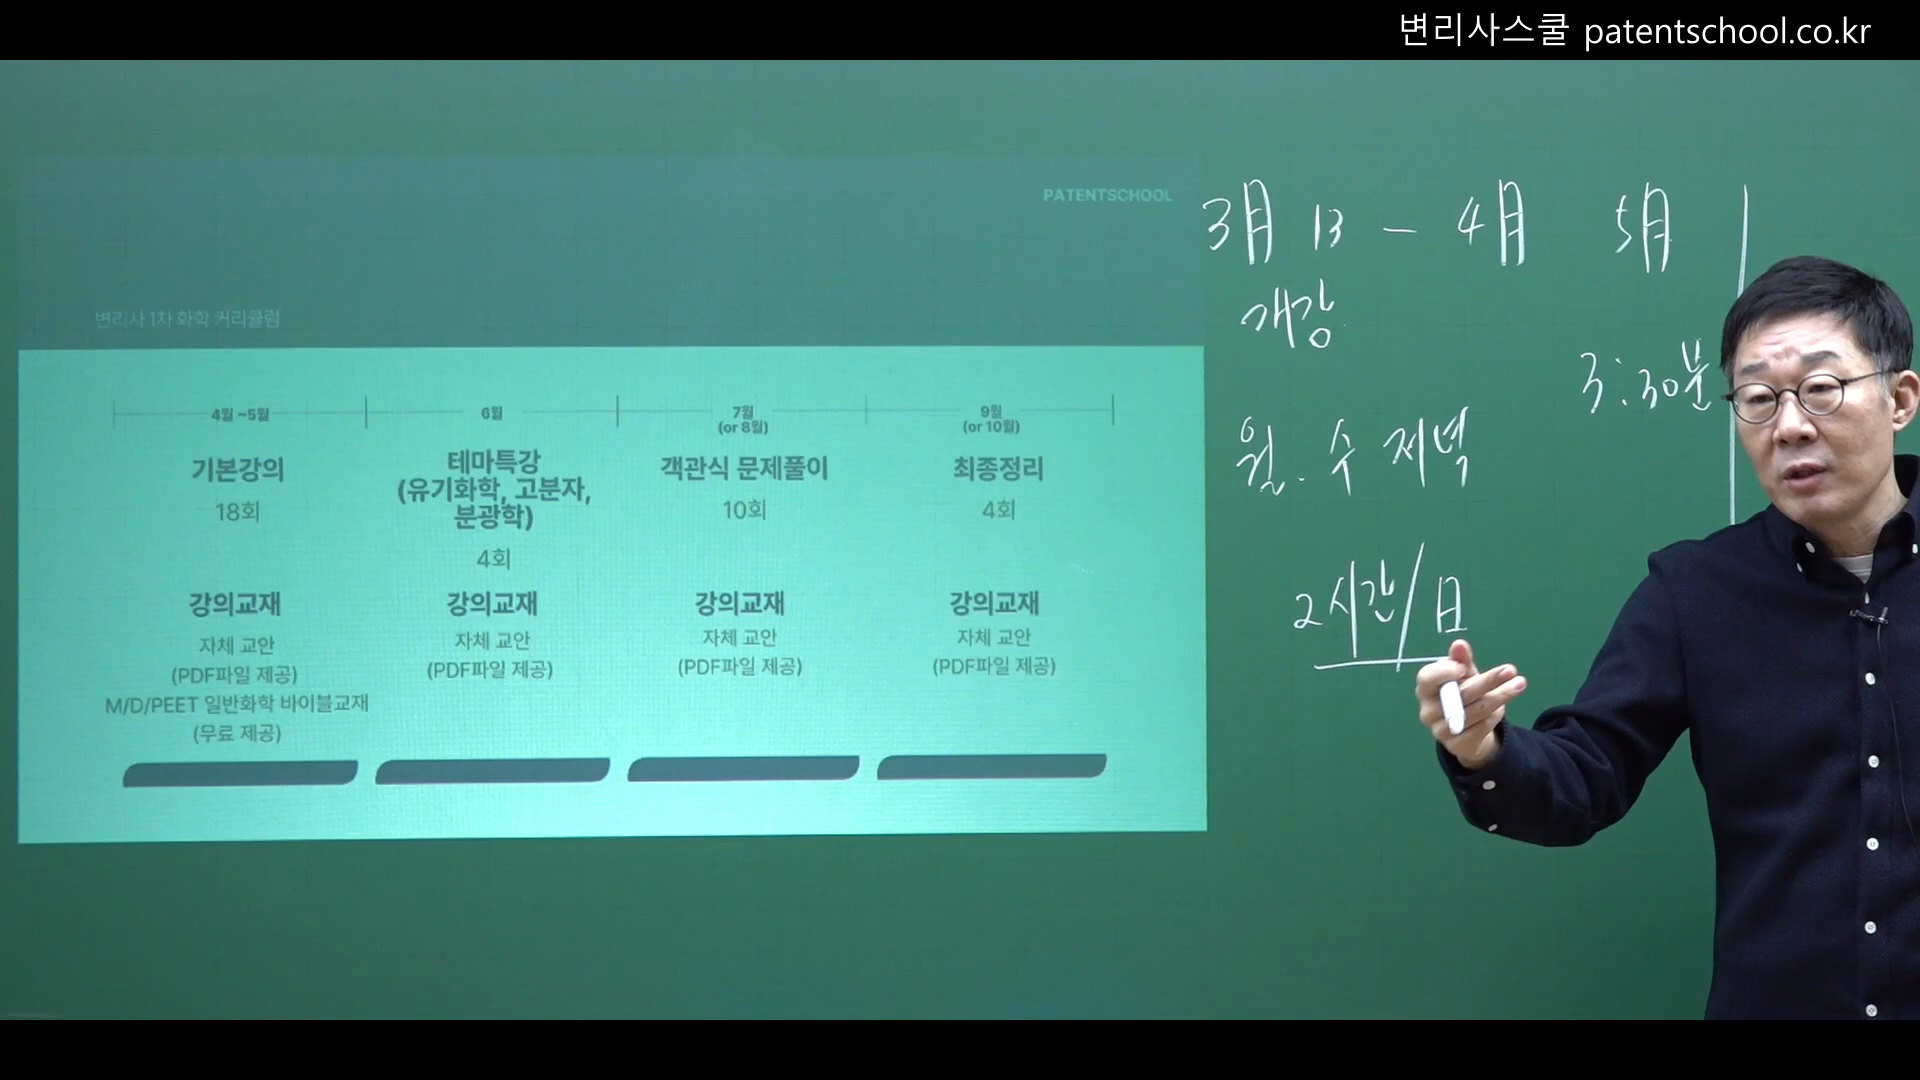 변리사스쿨 patentschool.co.kr
PATENTSCHOOL
변리사 1차 화학 커리큘럼
4월 ~5월
기본강의
18회
강의교재
자체 교안
(PDF파일 제공)
M/D/PEET 일반화학 바이블교재
(무료 제공)
6월
테마특강
(유기화학, 고분자,
분광학)
4회
강의교재
자체 교안
(PDF파일 제공)
7월
(or 8월)
객관식 문제풀이
10회
강의교재
자체 교안
(PDF파일 제공)
9월
(or 10월)
최종정리
4회
강의교재
자체 교안
(PDF파일 제공)
3月 13 - 4月 5月
개강
3:30분
월.수 저녁
2시간/日